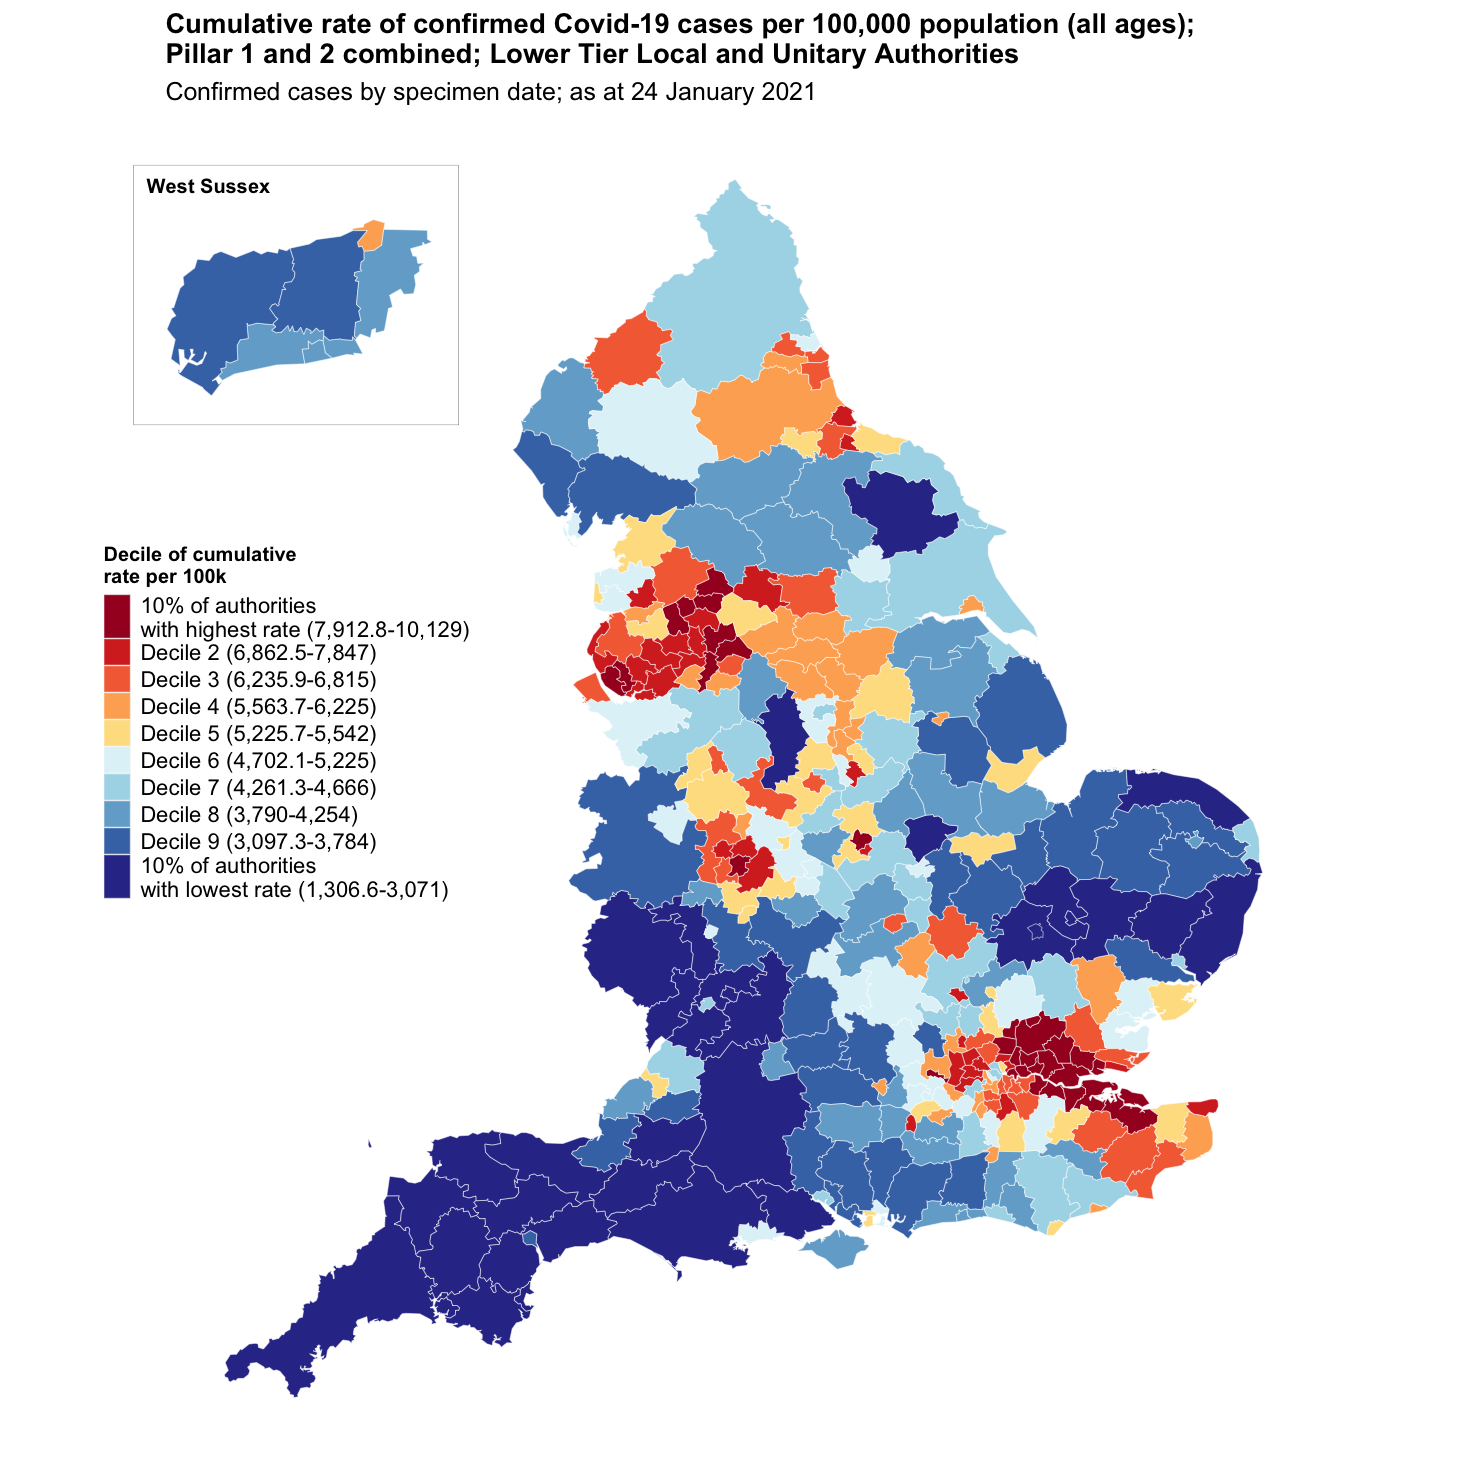 Cumulative rate of confirmed Covid-19 cases per 100,000 population (all ages);
Pillar 1 and 2 combined; Lower Tier Local and Unitary Authorities
Confirmed cases by specimen date; as at 24 January 2021
West Sussex
Decile of cumulative
rate per 100k
10% of authorities
with highest rate (7,912.8-10,129)
Decile 2 (6,862.5-7,847)
Decile 3 (6,235.9-6,815)
Decile 4 (5,563.7-6,225)
Decile 5 (5,225.7-5,542)
Decile 6 (4,702.1-5,225)
Decile 7 (4,261.3-4,666)
Decile 8 (3,790-4,254)
Decile 9 (3,097.3-3,784)
10% of authorities
with lowest rate (1,306.6-3,071)